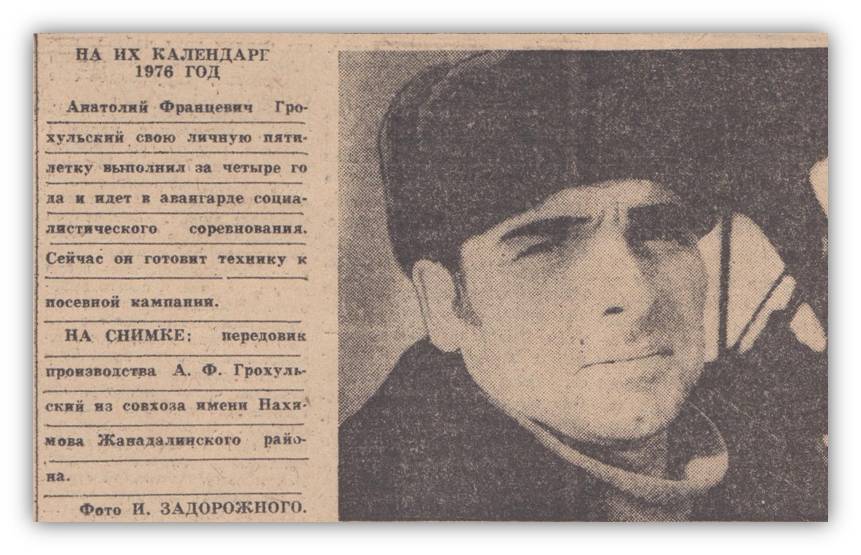 НА ИХ КАЛЕНДАРЕ
1976 ГОД
Анатолий Францевич Гро-
хульский свою личную пяти-
летку выполнил за четыре го
да и идет в авангарде социа-
листического соревнования.
Сейчас он готовит технику к
посевной кампании.
НА СНИМКЕ: передовик
производства А. Ф. Грохуль-
ский из совхоза имени Нахи-
мова Жанадалинского райо-
на.
Фото И. ЗАДОРОЖНОГО.